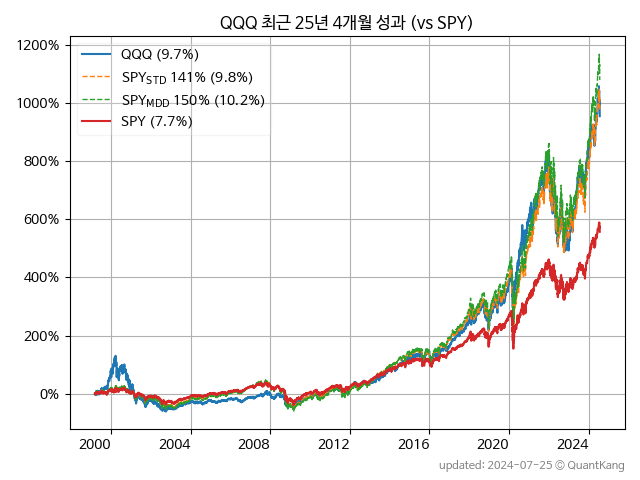 QQQ 최근 25년 4개월 성과 (vs SPY)
1200%
1000%
800%
600%
400%
200%
0%
QQQ (9.7%)
SPYSTD 141% (9.8%)
SPYMDD 150% (10.2%)
SPY (7.7%)
2000 2004 2008 2012 2016 2020 2024
updated: 2024-07-25 © QuantKang